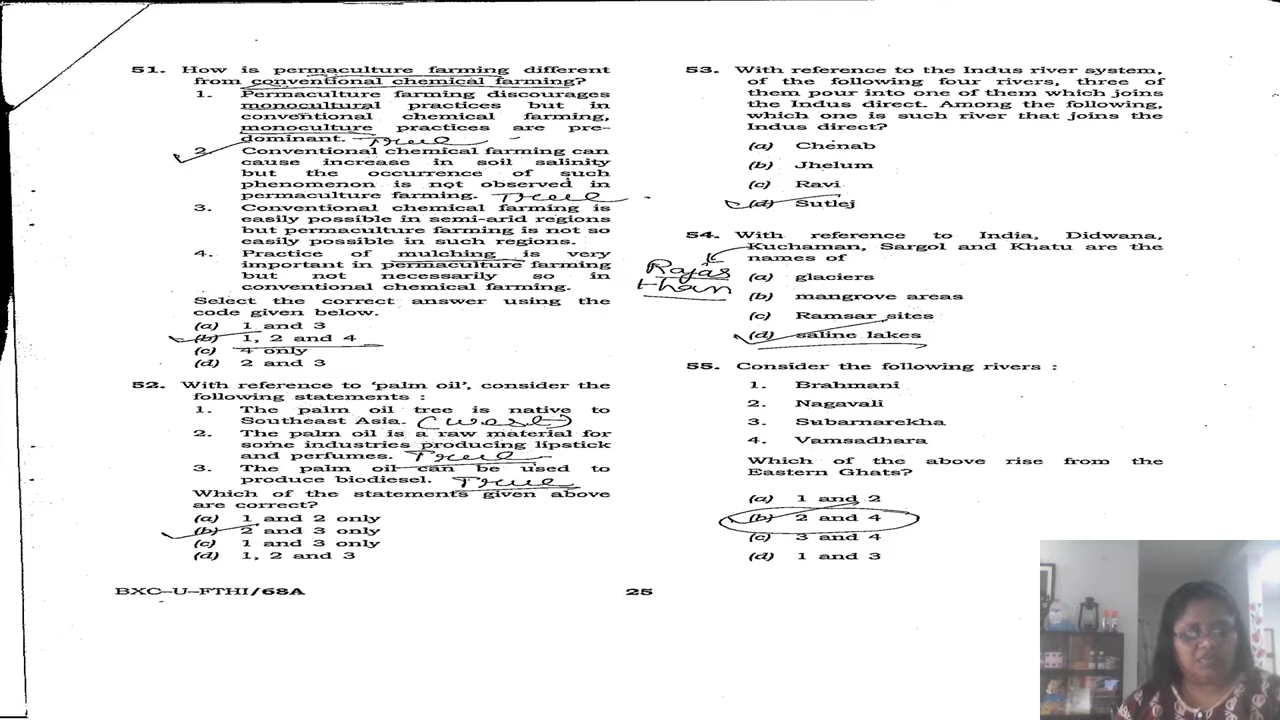 51. How is permaculture farming different
from conventional chemical farming?
1. Permaculture farming discourages
monocultural practices but in
conventional chemical farming,
monoculture practices are pre-
dominant. True
2. Conventional chemical farming can
cause increase in soil salinity
but the occurrence of such
phenomenon is not observed in
permaculture farming. True
3. Conventional chemical farming is
easily possible in semi-arid regions
but permaculture farming is not so
easily possible in such regions.
4. Practice of mulching is very
important in permaculture farming
but not necessarily so in
conventional chemical farming.
Select the correct answer using the
code given below.
(a) 1 and 3
(b) 1, 2 and 4
(c) 4 only
(d) 2 and 3
52. With reference to 'palm oil', consider the
following statements :
1. The palm oil tree is native to
Southeast Asia. (west)
2. The palm oil is a raw material for
some industries producing lipstick
and perfumes. True
3. The palm oil can be used to
produce biodiesel. True
Which of the statements given above
are correct?
(a) 1 and 2 only
(b) 2 and 3 only
(c) 1 and 3 only
(d) 1, 2 and 3
53. With reference to the Indus river system,
of the following four rivers, three of
them pour into one of them which joins
the Indus direct. Among the following,
which one is such river that joins the
Indus direct?
(a) Chenab
(b) Jhelum
(c) Ravi
(d) Sutlej
54. With reference to India, Didwana,
Kuchaman, Sargol and Khatu are the
names of
Rajas
than
(a) glaciers
(b) mangrove areas
(c) Ramsar sites
(d) saline lakes
55. Consider the following rivers :
1. Brahmani
2. Nagavali
3. Subarnarekha
4. Vamsadhara
Which of the above rise from the
Eastern Ghats?
(a) 1 and 2
(b) 2 and 4
(c) 3 and 4
(d) 1 and 3
BXC-U-FTHI/68A
25